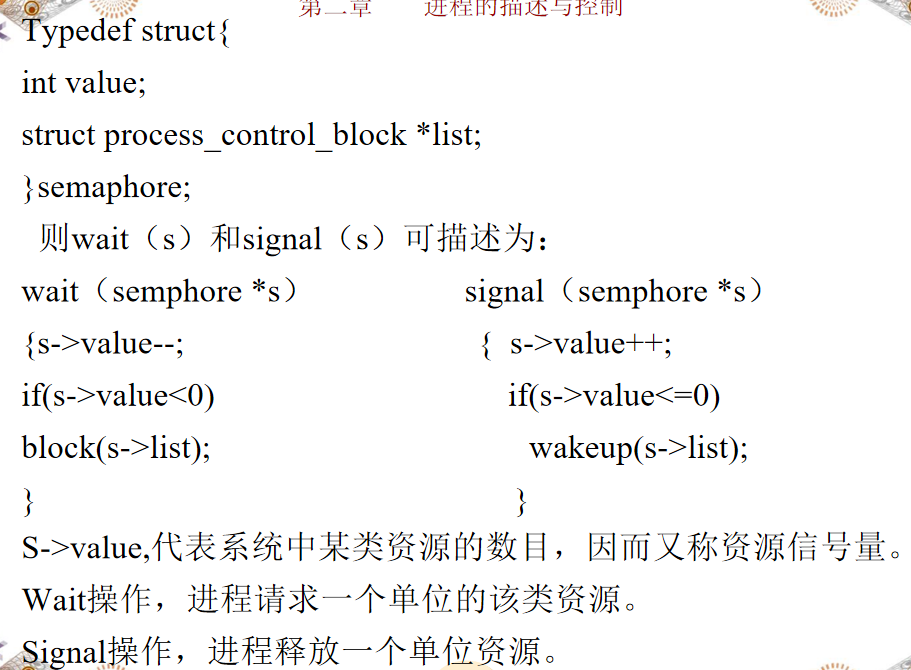 第二章 进程的描述与控制
Typedef struct{
int value;
struct process_control_block *list;
}semaphore;
则wait（s）和signal（s）可描述为：
wait（semphore *s） signal（semphore *s）
{s->value--; { s->value++;
if(s->value<0) if(s->value<=0)
block(s->list); wakeup(s->list);
} }
S->value,代表系统中某类资源的数目，因而又称资源信号量。
Wait操作，进程请求一个单位的该类资源。
Signal操作，进程释放一个单位资源。